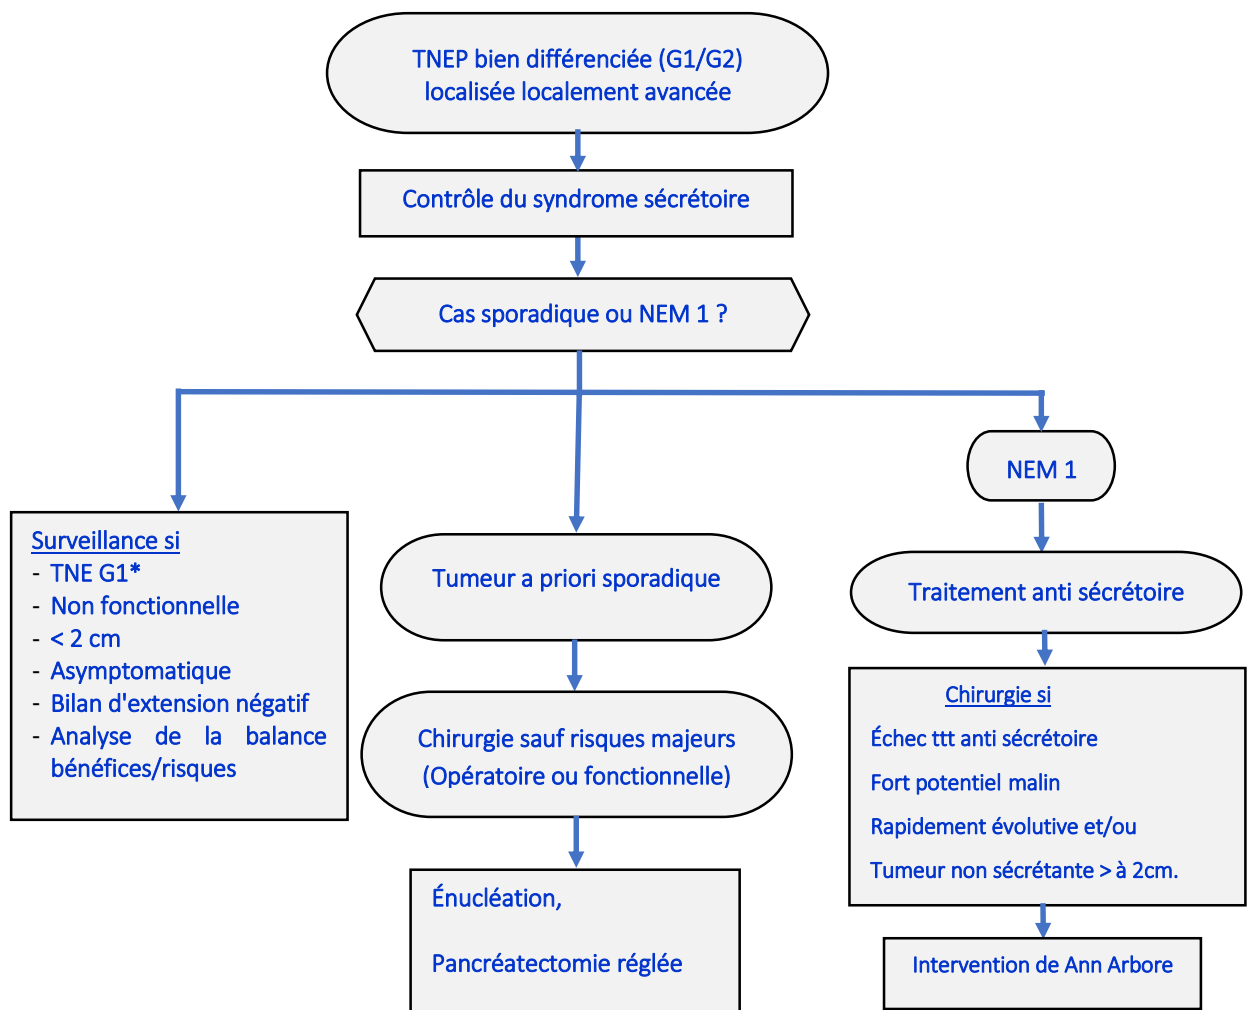 TNEP bien différenciée (G1/G2)
localisée localement avancée
Contrôle du syndrome sécrétoire
Cas sporadique ou NEM 1 ?
Surveillance si
- TNE G1*
- Non fonctionnelle
- < 2 cm
- Asymptomatique
- Bilan d'extension négatif
- Analyse de la balance
bénéfices/risques
Tumeur a priori sporadique
Chirurgie sauf risques majeurs
(Opératoire ou fonctionnelle)
Énucléation,
Pancréatectomie réglée
NEM 1
Traitement anti sécrétoire
Chirurgie si
Échec ttt anti sécrétoire
Fort potentiel malin
Rapidement évolutive et/ou
Tumeur non sécrétante > à 2cm.
Intervention de Ann Arbore